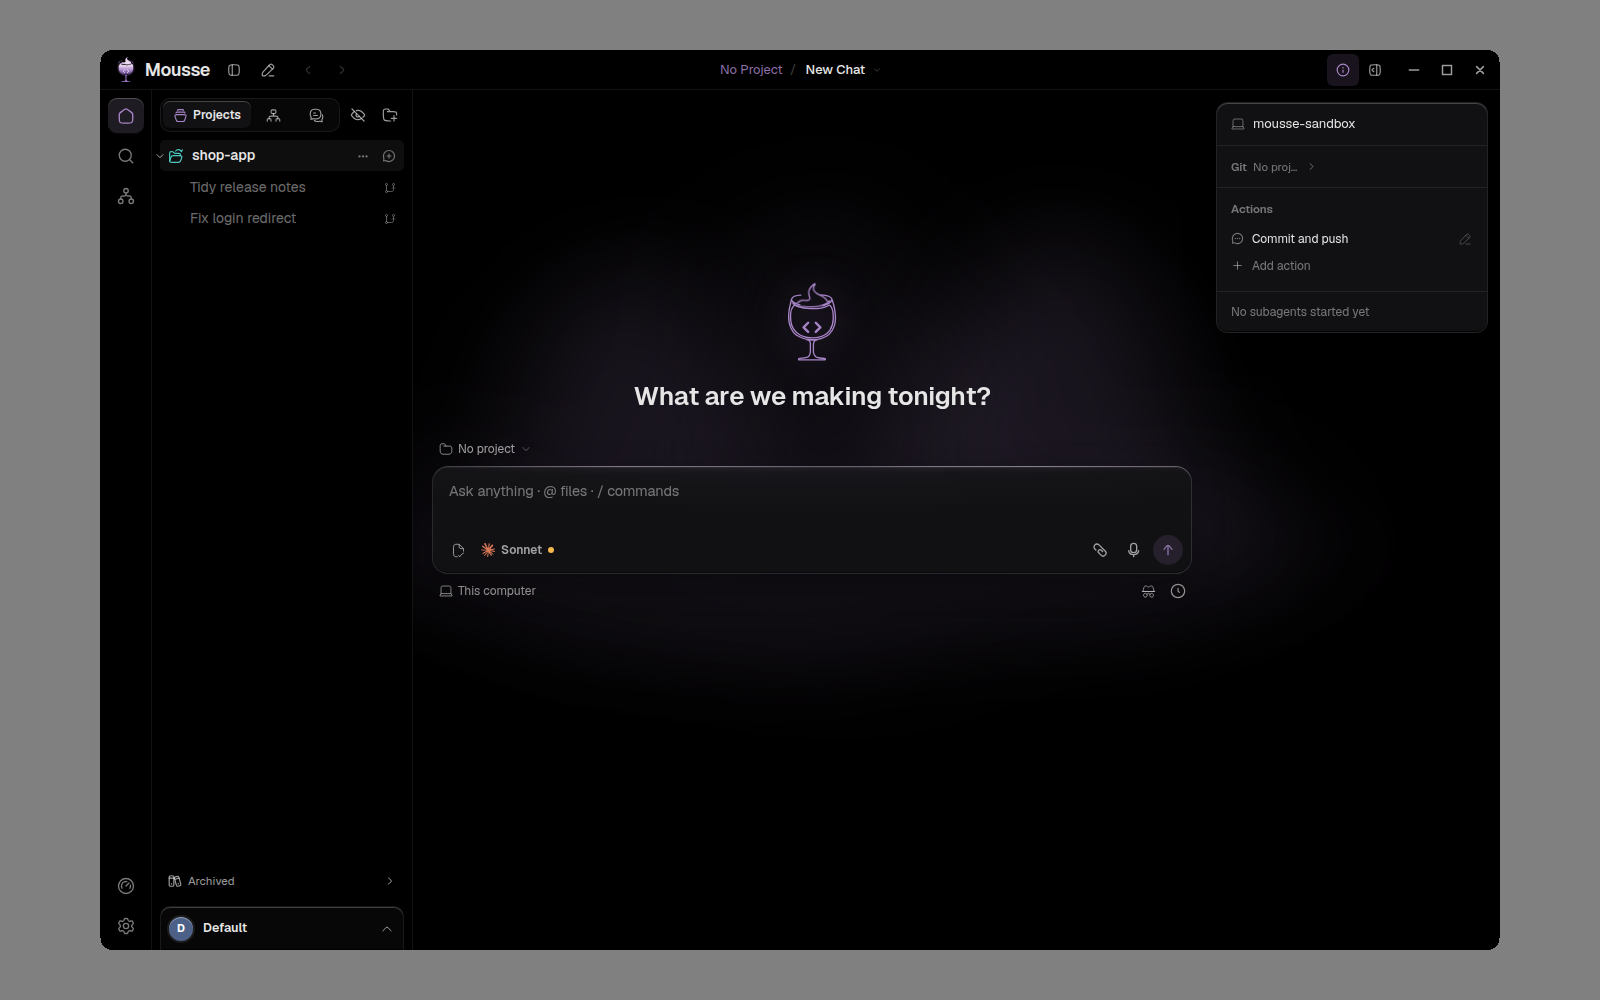 Mousse
No Project / New Chat
Projects
shop-app
Tidy release notes
Fix login redirect
mousse-sandbox
Git No proj...
Actions
Commit and push
Add action
No subagents started yet
What are we making tonight?
No project
Ask anything · @ files · / commands
Sonnet
This computer
Archived
D Default